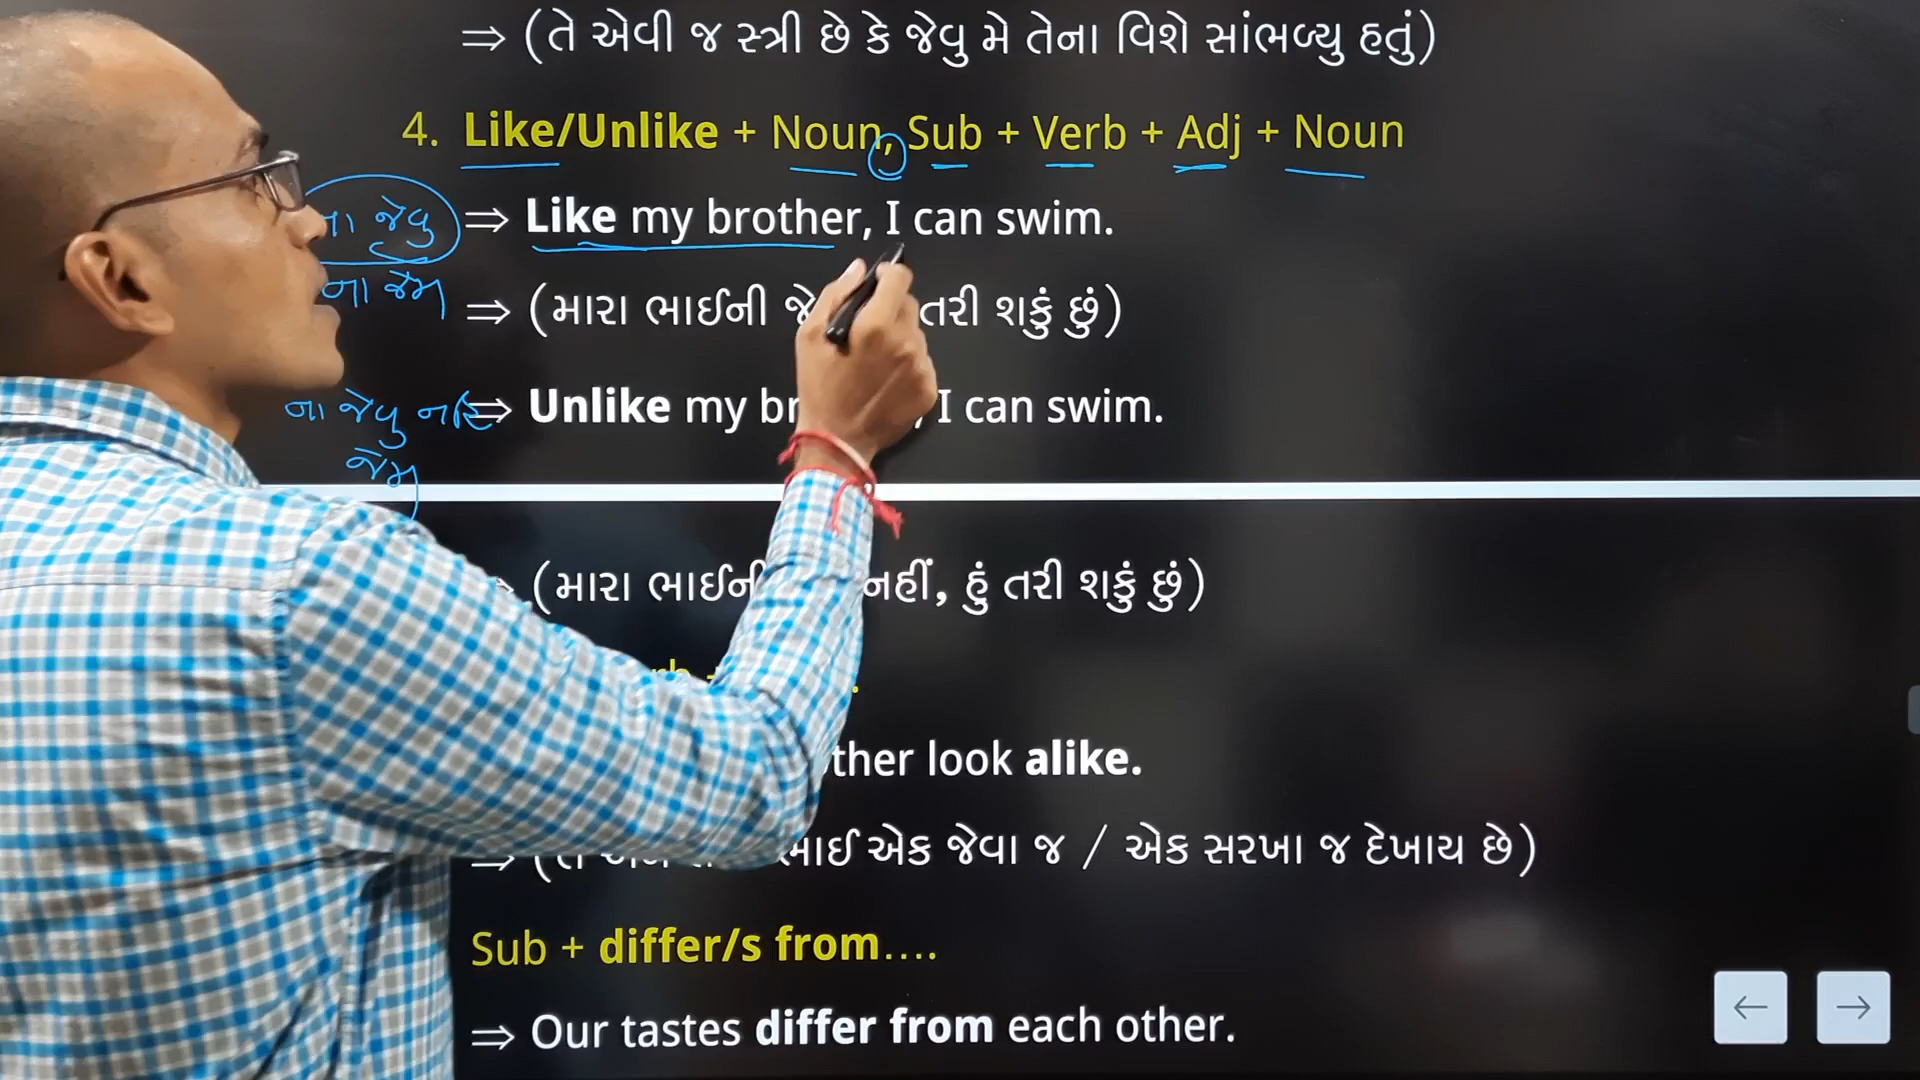 ⇒ (તે એવી જ સ્ત્રી છે કે જેવુ મે તેના વિશે સાંભળ્યુ હતું)
4. Like/Unlike + Noun, Sub + Verb + Adj + Noun
ના જેવુ
⇒ Like my brother, I can swim.
ના જેમ
⇒ (મારા ભાઈની તરી શકું છું)
ના જેવુ નહિ
⇒ Unlike my I can swim.
જેમ
(મારા ભાઈની નહીં, હું તરી શકું છું)
look alike.
ભાઈ એક જેવા જ / એક સરખા જ દેખાય છે)
Sub + differ/s from....
⇒ Our tastes differ from each other.